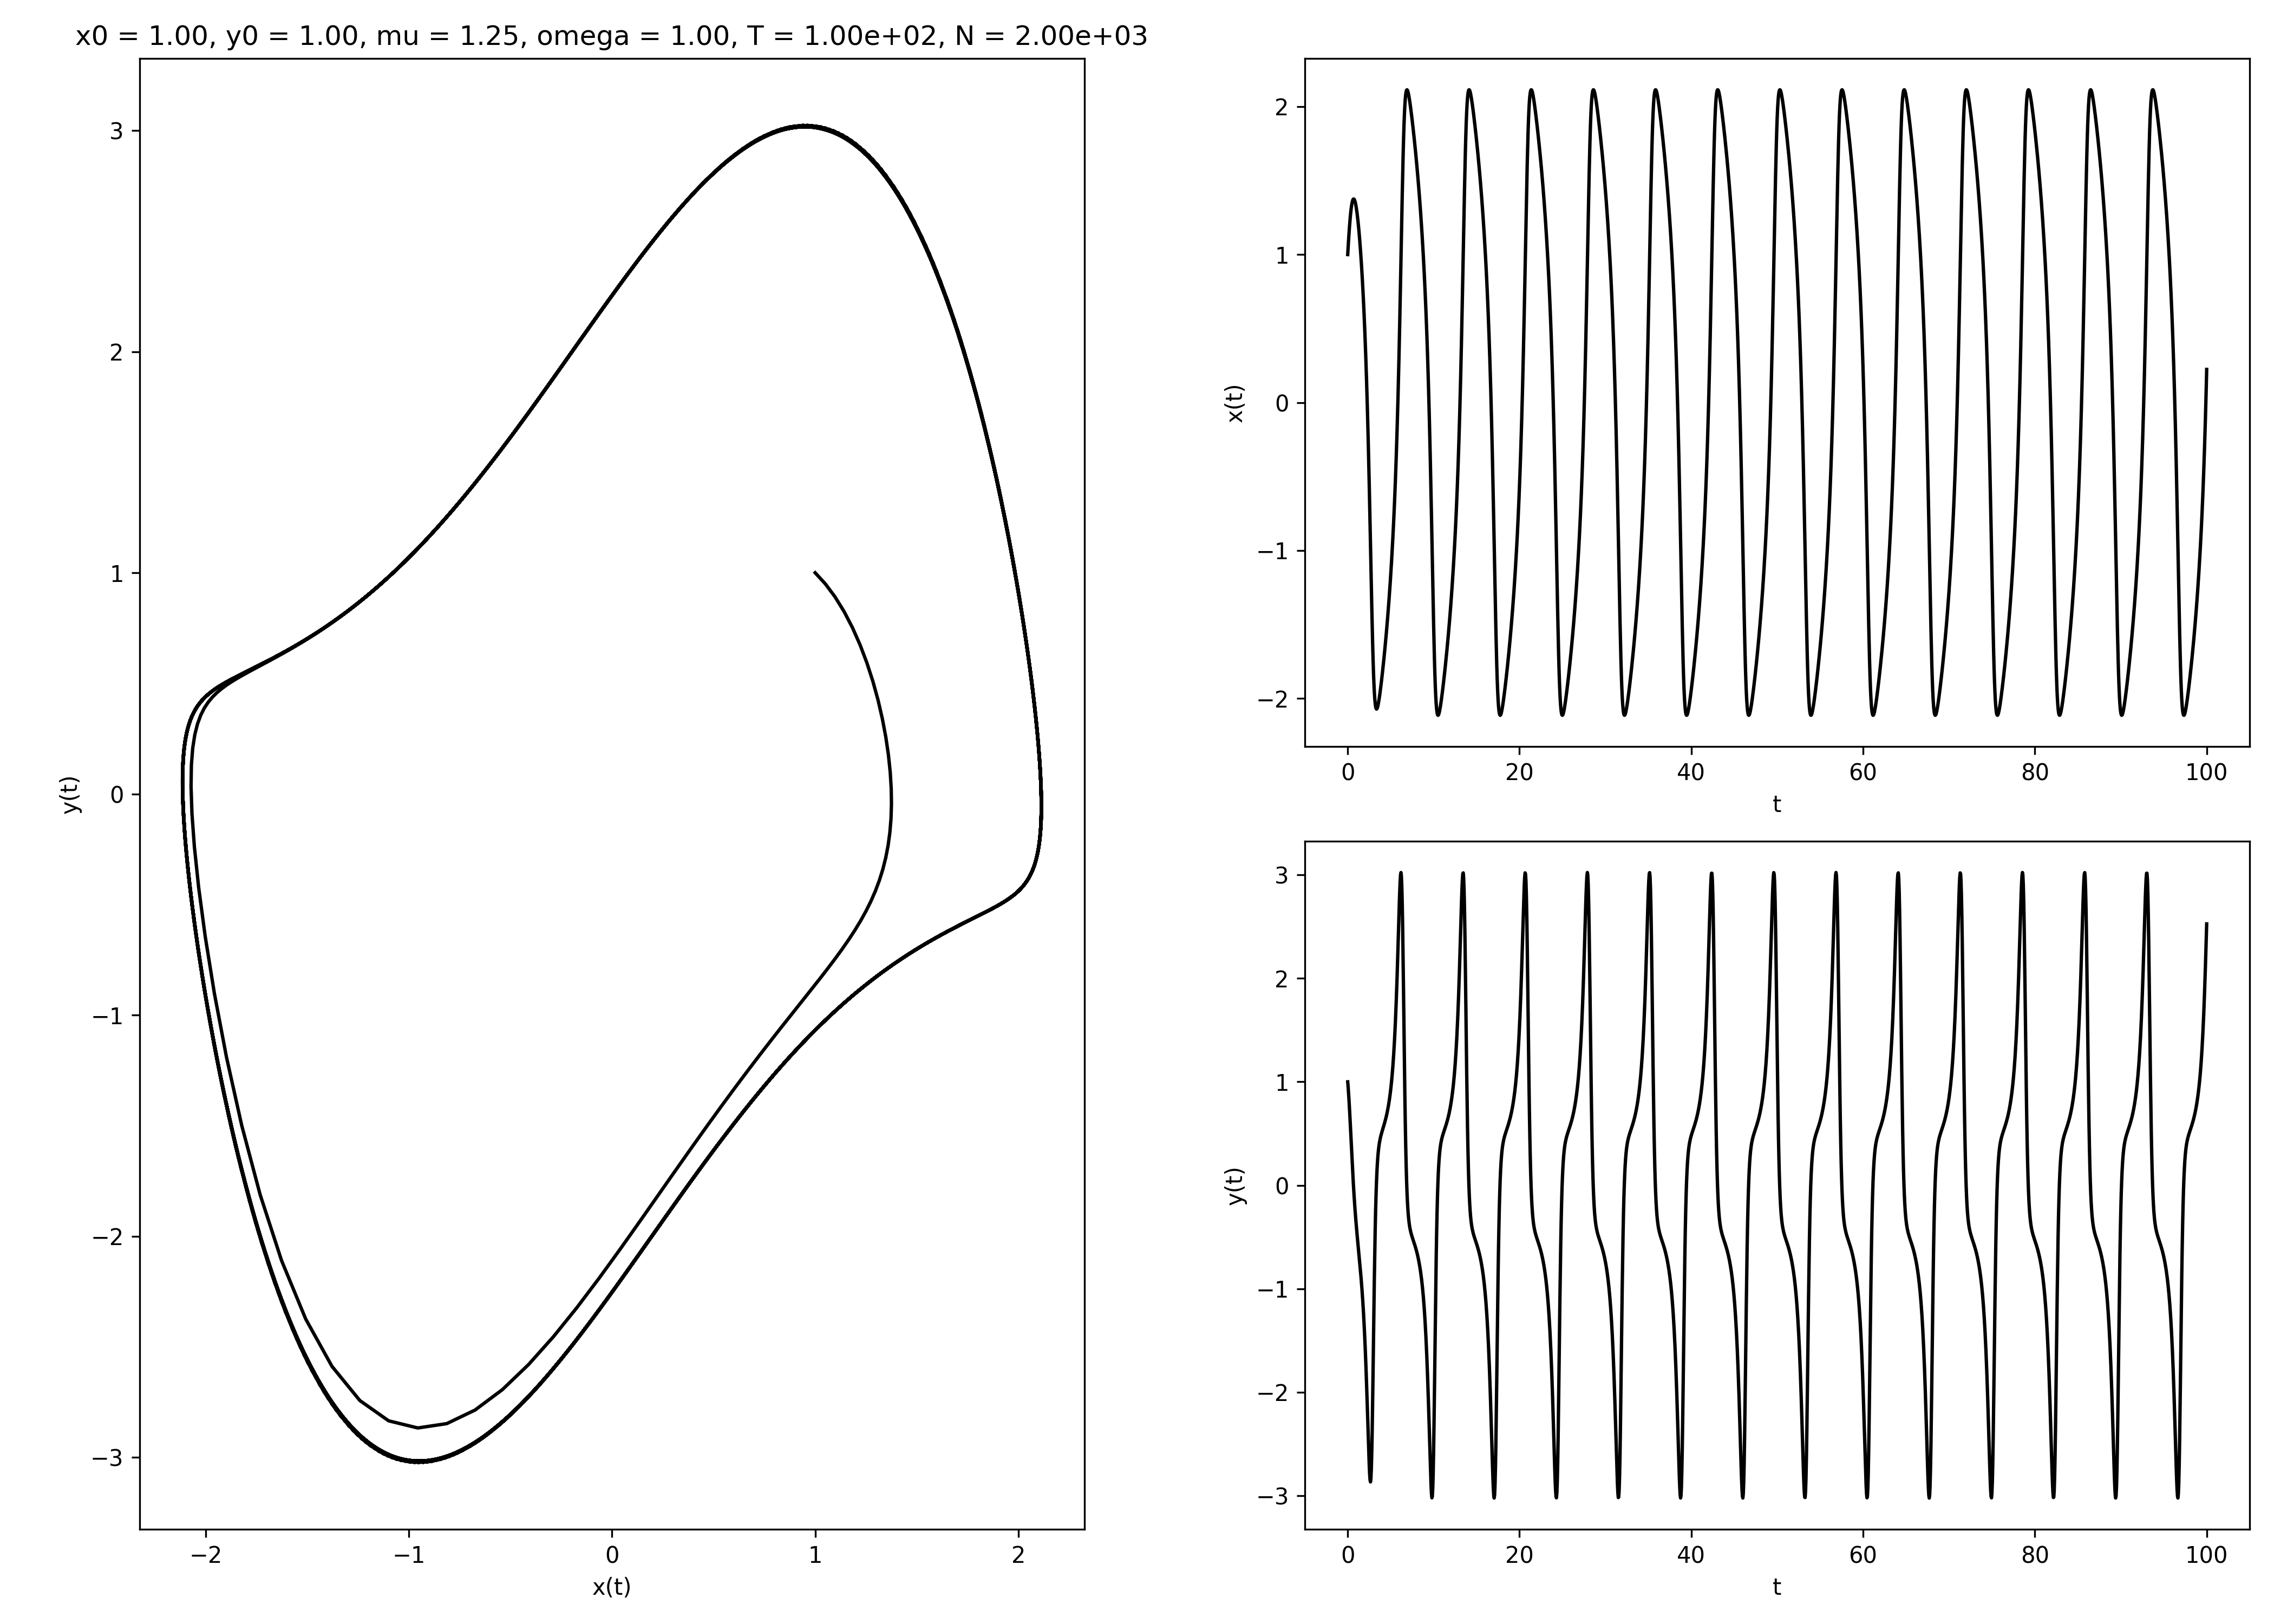 x0 = 1.00, y0 = 1.00, mu = 1.25, omega = 1.00, T = 1.00e+02, N = 2.00e+03
3
2
1
0
−1
−2
−3
y(t)
−2 −1 0 1 2
x(t)
2
1
0
−1
−2
x(t)
0 20 40 60 80 100
t
3
2
1
0
−1
−2
−3
y(t)
0 20 40 60 80 100
t